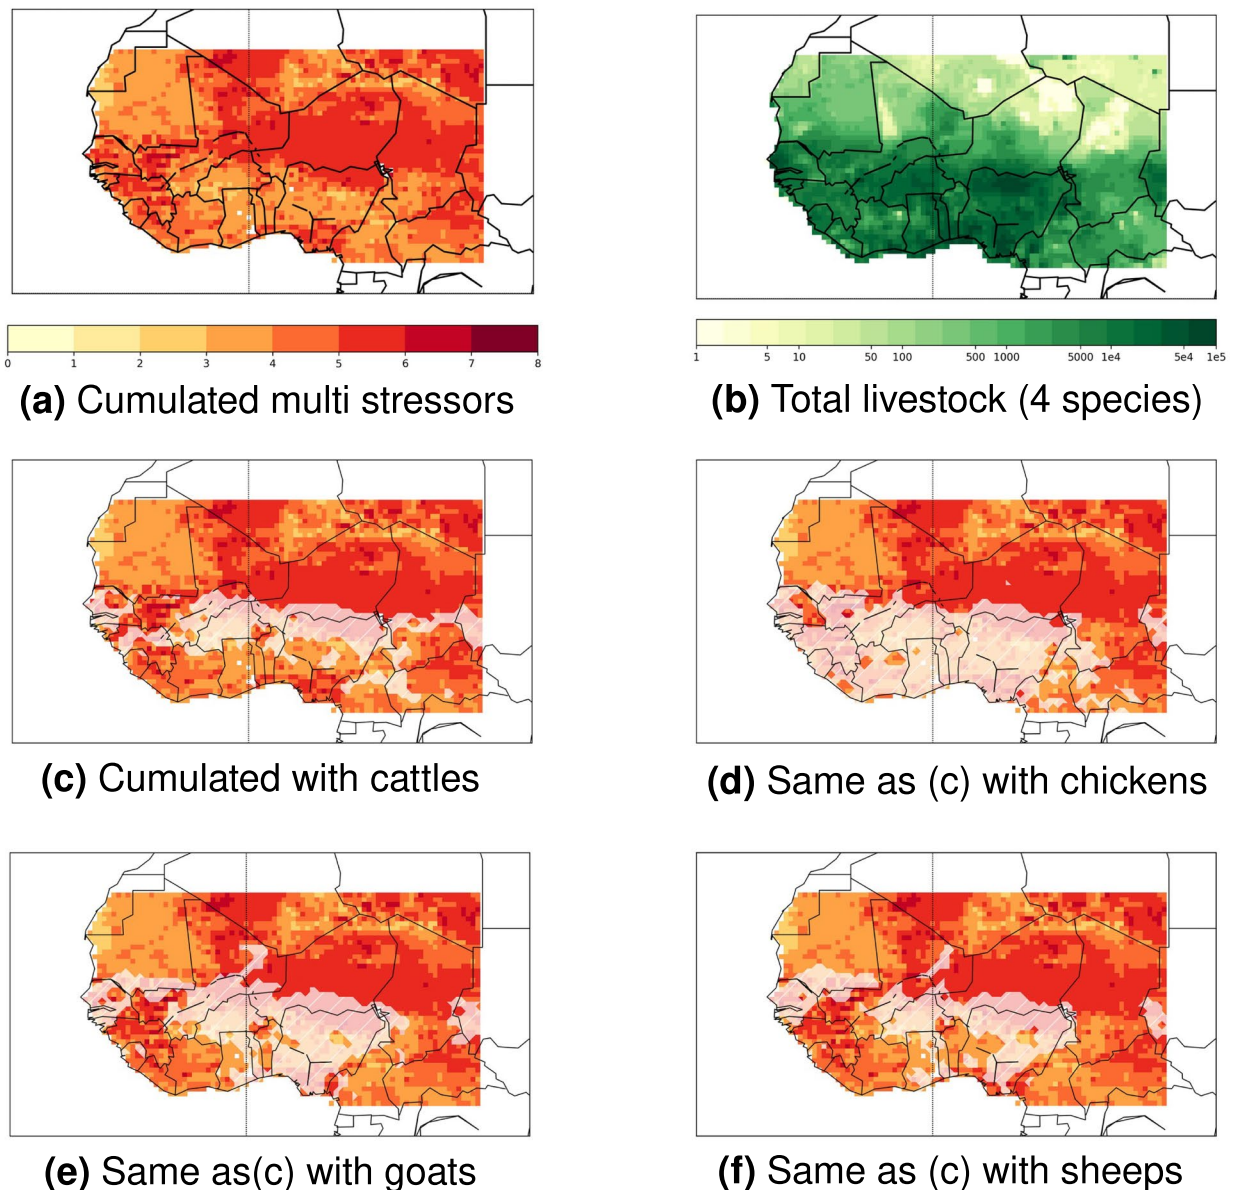 0 1 2 3 4 5 6 7 8
(a) Cumulated multi stressors
1 5 10 50 100 500 1000 5000 1e4 5e4 1e5
(b) Total livestock (4 species)
(c) Cumulated with cattles
(d) Same as (c) with chickens
(e) Same as(c) with goats
(f) Same as (c) with sheeps